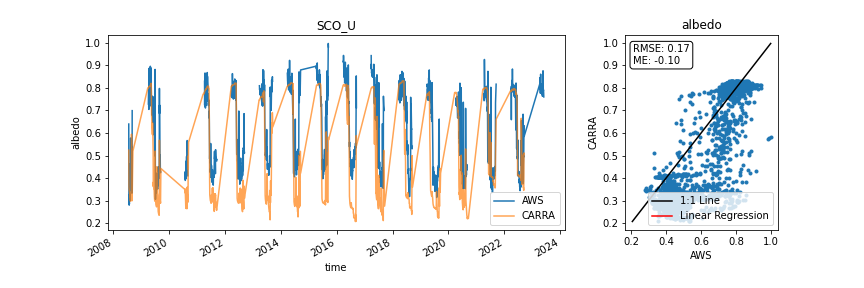 SCO_U
albedo
1.0
0.9
0.8
0.7
0.6
0.5
0.4
0.3
0.2
albedo
2008
2010
2012
2014
2016
2018
2020
2022
2024
time
AWS
CARRA
albedo
RMSE: 0.17
ME: -0.10
1.0
0.9
0.8
0.7
0.6
0.5
0.4
0.3
0.2
CARRA
1:1 Line
Linear Regression
0.2
0.4
0.6
0.8
1.0
AWS